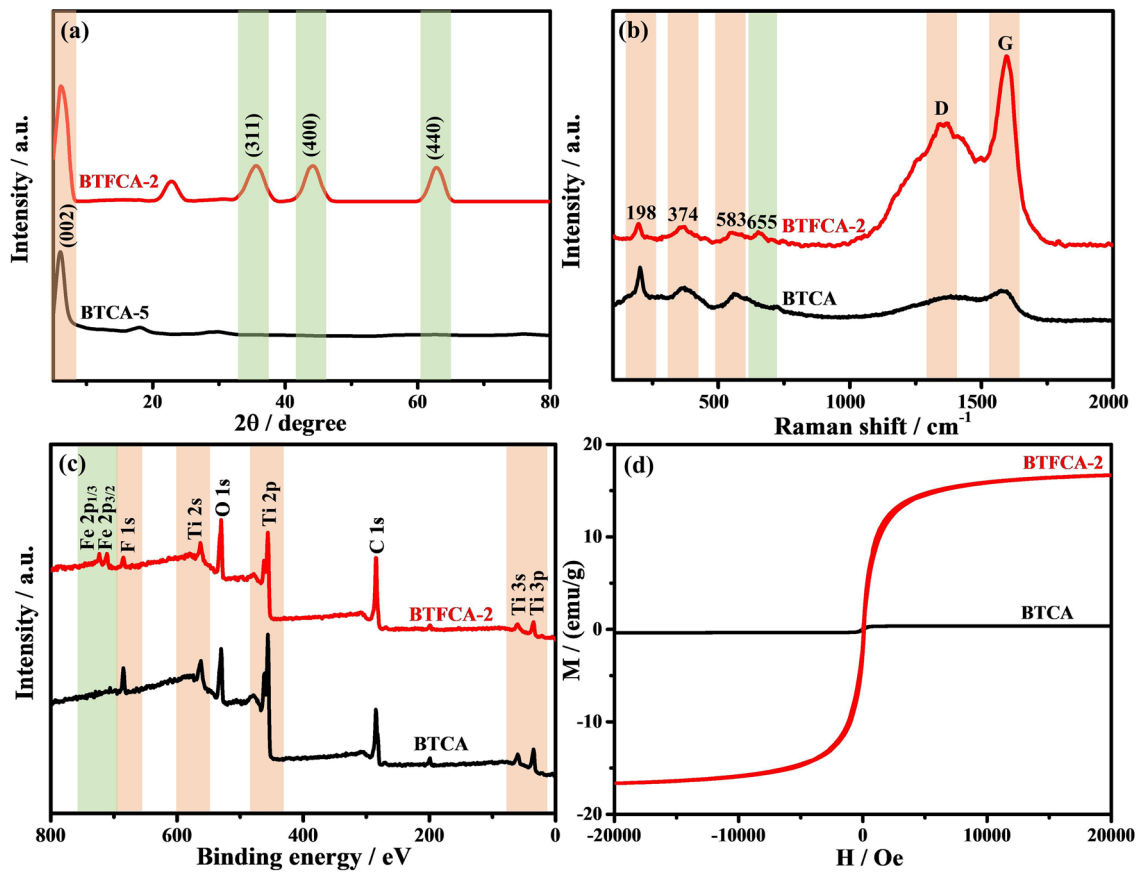 (a)
Intensity / a.u.
(002)
(311)
(400)
(440)
BTFCA-2
BTCA-5
20
40
60
80
2θ / degree
(b)
Intensity / a.u.
G
D
198
374
583
655
BTFCA-2
BTCA
500
1000
1500
2000
Raman shift / cm⁻¹
(c)
Intensity / a.u.
Fe 2p₁/₃
Fe 2p₃/₂
F 1s
Ti 2s
O 1s
Ti 2p
C 1s
Ti 3s
Ti 3p
BTFCA-2
BTCA
800
600
400
200
0
Binding energy / eV
(d)
M / (emu/g)
20
10
0
-10
-20
BTFCA-2
BTCA
-20000
-10000
0
10000
20000
H / Oe